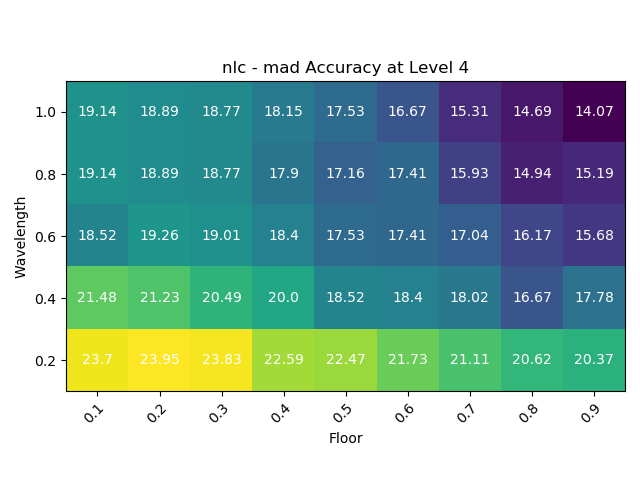 nlc - mad Accuracy at Level 4
Wavelength
1.0 19.14 18.89 18.77 18.15 17.53 16.67 15.31 14.69 14.07
0.8 19.14 18.89 18.77 17.9 17.16 17.41 15.93 14.94 15.19
0.6 18.52 19.26 19.01 18.4 17.53 17.41 17.04 16.17 15.68
0.4 21.48 21.23 20.49 20.0 18.52 18.4 18.02 16.67 17.78
0.2 23.7 23.95 23.83 22.59 22.47 21.73 21.11 20.62 20.37
0.1 0.2 0.3 0.4 0.5 0.6 0.7 0.8 0.9
Floor